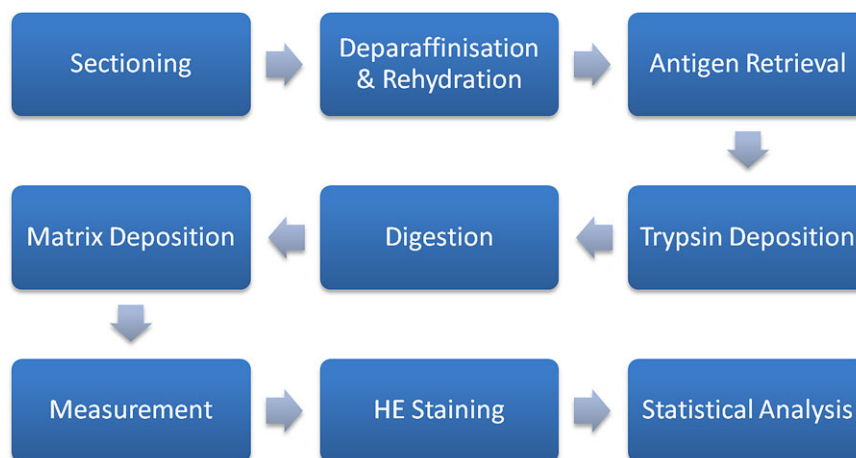 Sectioning
Deparaffinisation
& Rehydration
Antigen Retrieval
Matrix Deposition
Digestion
Trypsin Deposition
Measurement
HE Staining
Statistical Analysis